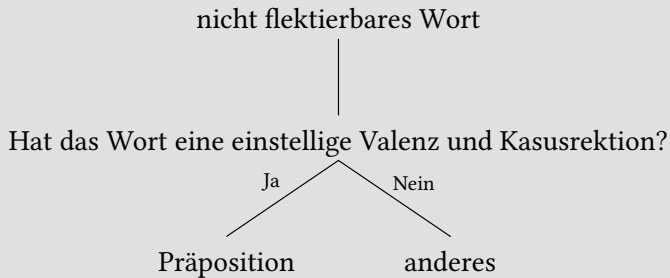 nicht flektierbares Wort
Hat das Wort eine einstellige Valenz und Kasusrektion?
Ja
Nein
Präposition
anderes